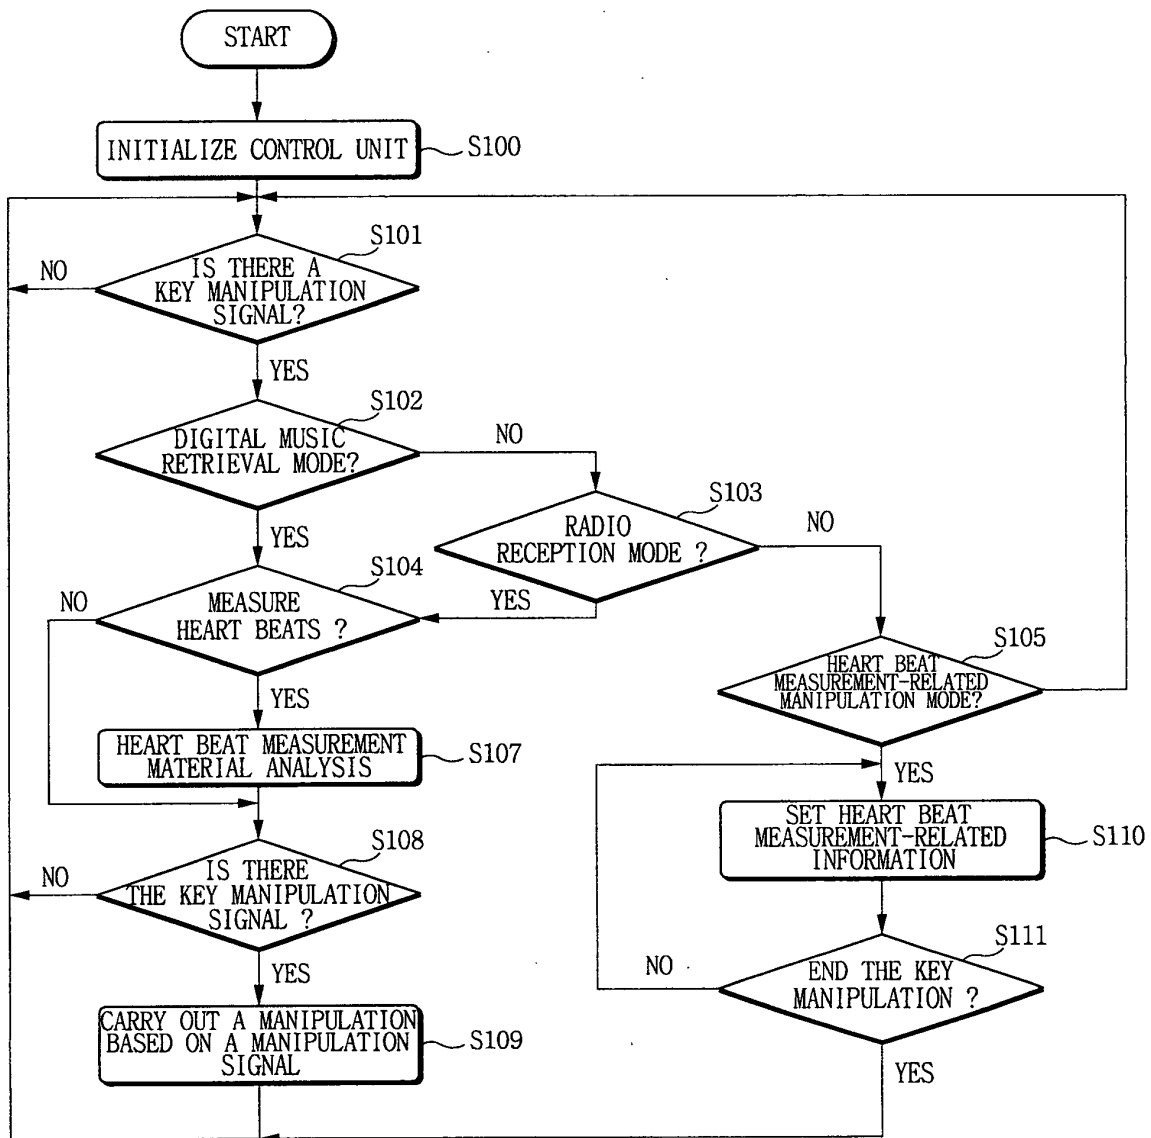 START
INITIALIZE CONTROL UNIT
S100
S101
NO
IS THERE A
KEY MANIPULATION
SIGNAL?
YES
S102
DIGITAL MUSIC
RETRIEVAL MODE?
NO
YES
S103
RADIO
RECEPTION MODE ?
NO
YES
S104
NO
MEASURE
HEART BEATS ?
YES
S105
HEART BEAT
MEASUREMENT-RELATED
MANIPULATION MODE?
YES
HEART BEAT MEASUREMENT
MATERIAL ANALYSIS
S107
SET HEART BEAT
MEASUREMENT-RELATED
INFORMATION
S110
S108
NO
IS THERE
THE KEY MANIPULATION
SIGNAL ?
YES
S111
NO
END THE KEY
MANIPULATION ?
YES
CARRY OUT A MANIPULATION
BASED ON A MANIPULATION
SIGNAL
S109